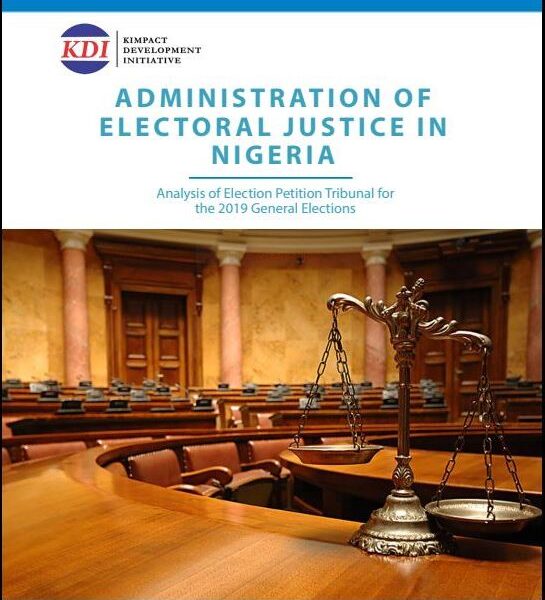 KDI
KIMPACT
DEVELOPMENT
INITIATIVE
ADMINISTRATION OF
ELECTORAL JUSTICE IN
NIGERIA
Analysis of Election Petition Tribunal for
the 2019 General Elections